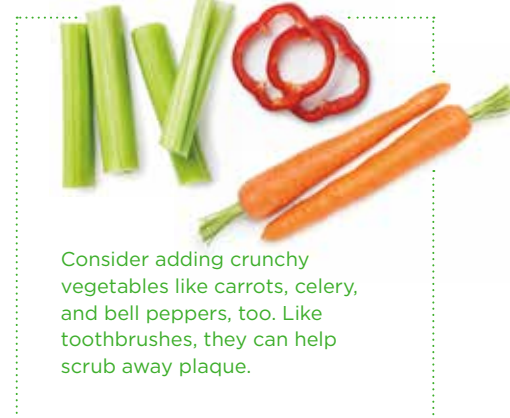 Consider adding crunchy
vegetables like carrots, celery,
and bell peppers, too. Like
toothbrushes, they can help
scrub away plaque.